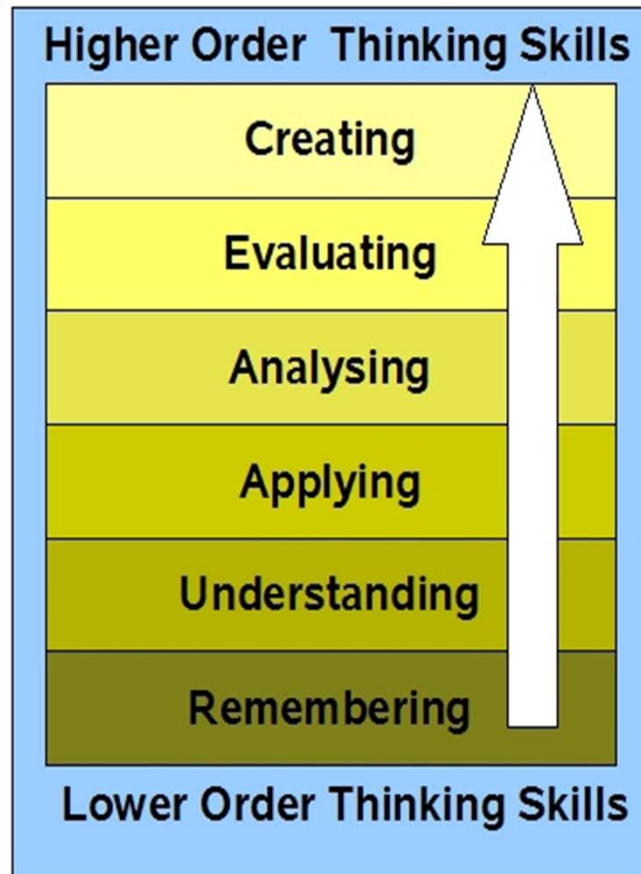 Higher Order Thinking Skills
Creating
Evaluating
Analysing
Applying
Understanding
Remembering
Lower Order Thinking Skills